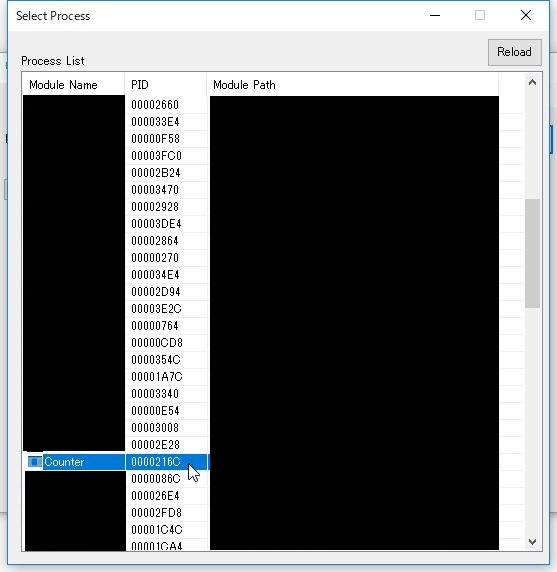 Select Process
Reload
Process List
Module Name PID Module Path
00002660
000033E4
00000F58
00003FC0
00002B24
00003470
00002928
00003DE4
00002864
00000270
000034E4
00002D94
00003E2C
00000764
00000CD8
0000354C
00001A7C
00003340
00000E54
00003008
00002E28
Counter 0000216C
0000086C
000026E4
00002FD8
00001C4C
00001CA4